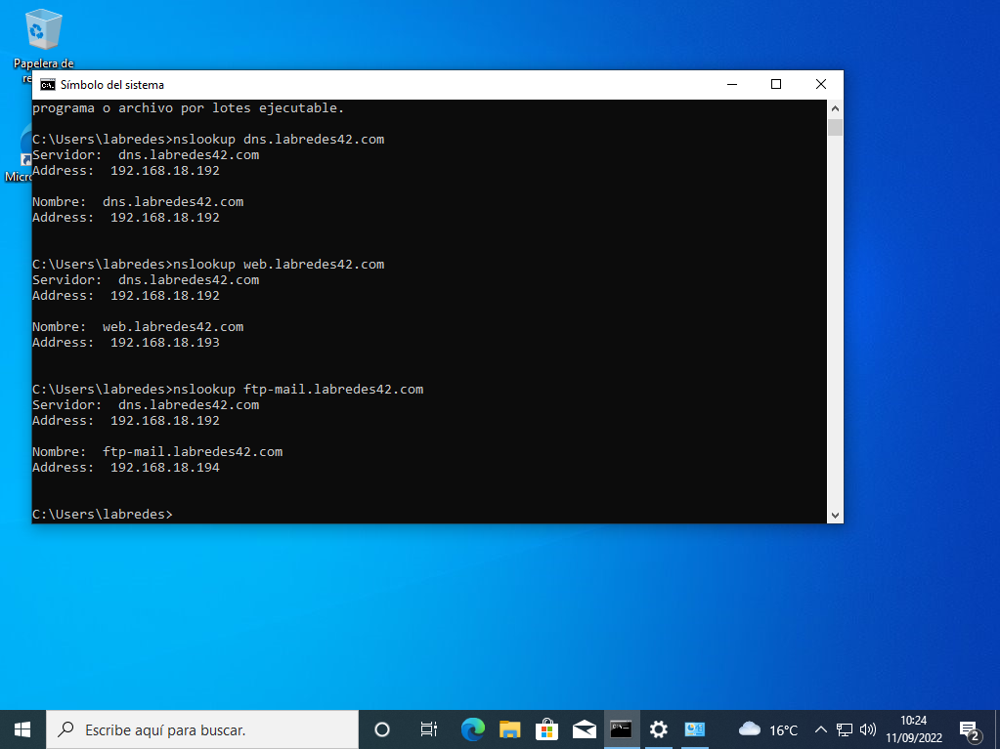 Papelera de
re
Micro
Símbolo del sistema
programa o archivo por lotes ejecutable.
C:\Users\labredes>nslookup dns.labredes42.com
Servidor:  dns.labredes42.com
Address:  192.168.18.192
Nombre:  dns.labredes42.com
Address:  192.168.18.192
C:\Users\labredes>nslookup web.labredes42.com
Servidor:  dns.labredes42.com
Address:  192.168.18.192
Nombre:  web.labredes42.com
Address:  192.168.18.193
C:\Users\labredes>nslookup ftp-mail.labredes42.com
Servidor:  dns.labredes42.com
Address:  192.168.18.192
Nombre:  ftp-mail.labredes42.com
Address:  192.168.18.194
C:\Users\labredes>
Escribe aquí para buscar.
16°C
10:24
11/09/2022
2